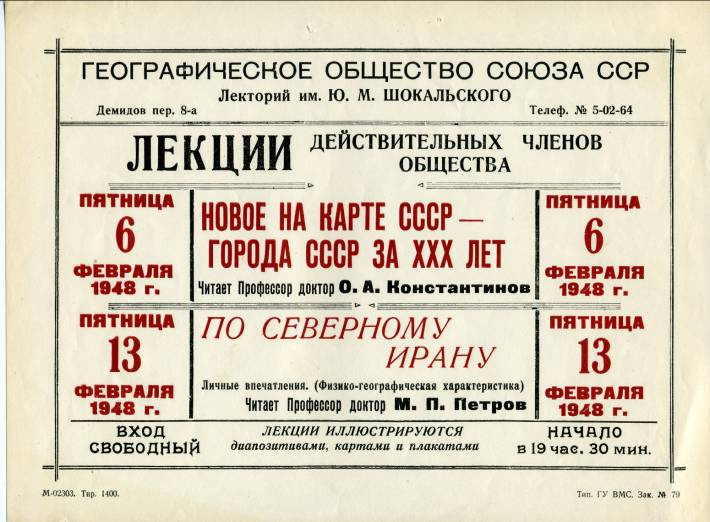 ГЕОГРАФИЧЕСКОЕ ОБЩЕСТВО СОЮЗА ССР
Лекторий им. Ю. М. ШОКАЛЬСКОГО
Демидов пер. 8-а
Телеф. № 5-02-64
ЛЕКЦИИ ДЕЙСТВИТЕЛЬНЫХ ЧЛЕНОВ
ОБЩЕСТВА
ПЯТНИЦА
6
ФЕВРАЛЯ
1948 г.
НОВОЕ НА КАРТЕ СССР —
ГОРОДА СССР ЗА XXX ЛЕТ
Читает Профессор доктор О. А. Константинов
ПЯТНИЦА
6
ФЕВРАЛЯ
1948 г.
ПЯТНИЦА
13
ФЕВРАЛЯ
1948 г.
ПО СЕВЕРНОМУ
ИРАНУ
Личные впечатления. (Физико-географическая характеристика)
Читает Профессор доктор М. П. Петров
ПЯТНИЦА
13
ФЕВРАЛЯ
1948 г.
ВХОД
СВОБОДНЫЙ
ЛЕКЦИИ ИЛЛЮСТРИРУЮТСЯ
диапозитивами, картами и плакатами
НАЧАЛО
в 19 час. 30 мин.
М-02303. Тир. 1400.
Тип. ГУ ВМС. Зак. № 79